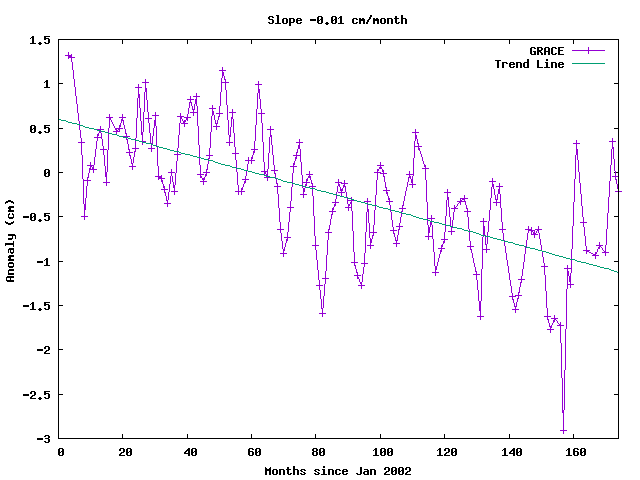 Slope -0.01 cm/month
GRACE
Trend Line
1.5
1
0.5
0
-0.5
-1
-1.5
-2
-2.5
-3
Anomaly (cm)
0 20 40 60 80 100 120 140 160
Months since Jan 2002